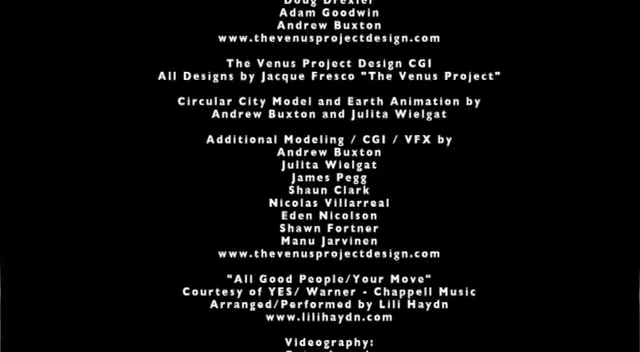 Doug Drexler
Adam Goodwin
Andrew Buxton
www.thevenusprojectdesign.com
The Venus Project Design CGI
All Designs by Jacque Fresco "The Venus Project"
Circular City Model and Earth Animation by
Andrew Buxton and Julita Wielgat
Additional Modeling / CGI / VFX by
Andrew Buxton
Julita Wielgat
James Pegg
Shaun Clark
Nicolas Villarreal
Eden Nicolson
Shawn Fortner
Manu Jarvinen
www.thevenusprojectdesign.com
"All Good People/Your Move"
Courtesy of YES/ Warner - Chappell Music
Arranged/Performed by Lili Haydn
www.lilihaydn.com
Videography: